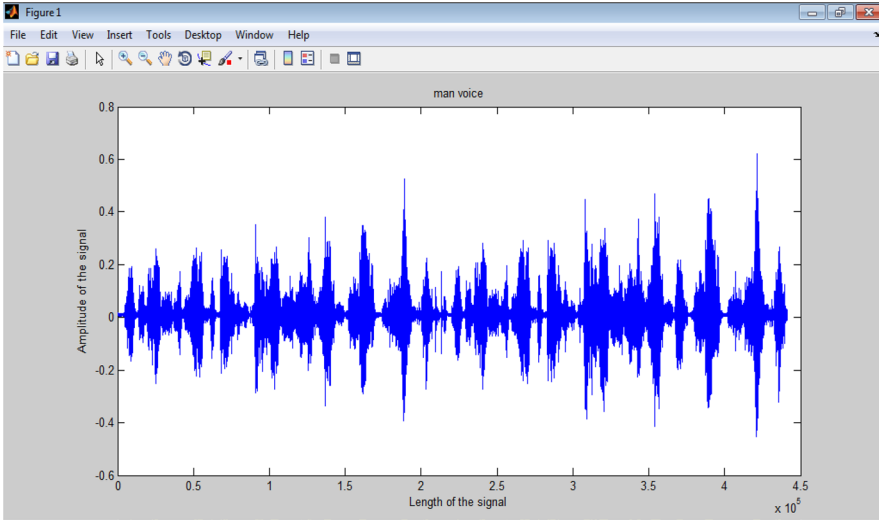 Figure 1
File Edit View Insert Tools Desktop Window Help
man voice
0.8
0.6
0.4
0.2
0
-0.2
-0.4
-0.6
Amplitude of the signal
0 0.5 1 1.5 2 2.5 3 3.5 4 4.5
Length of the signal
x 10^5